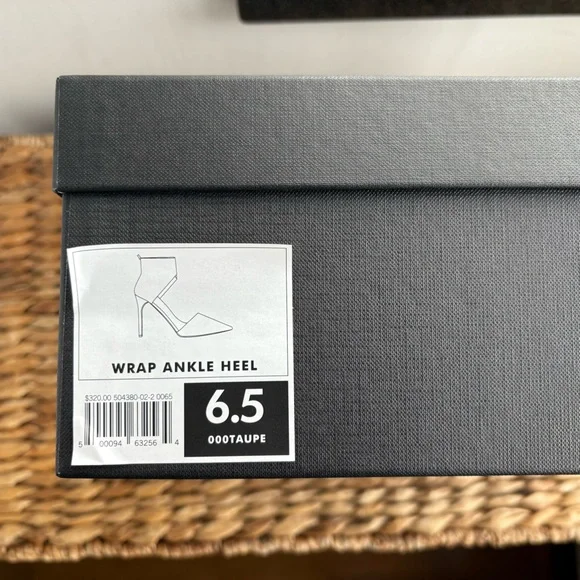 WRAP ANKLE HEEL
$320.00 504380-02-2 0065
5 00094 63256 4
6.5
000TAUPE